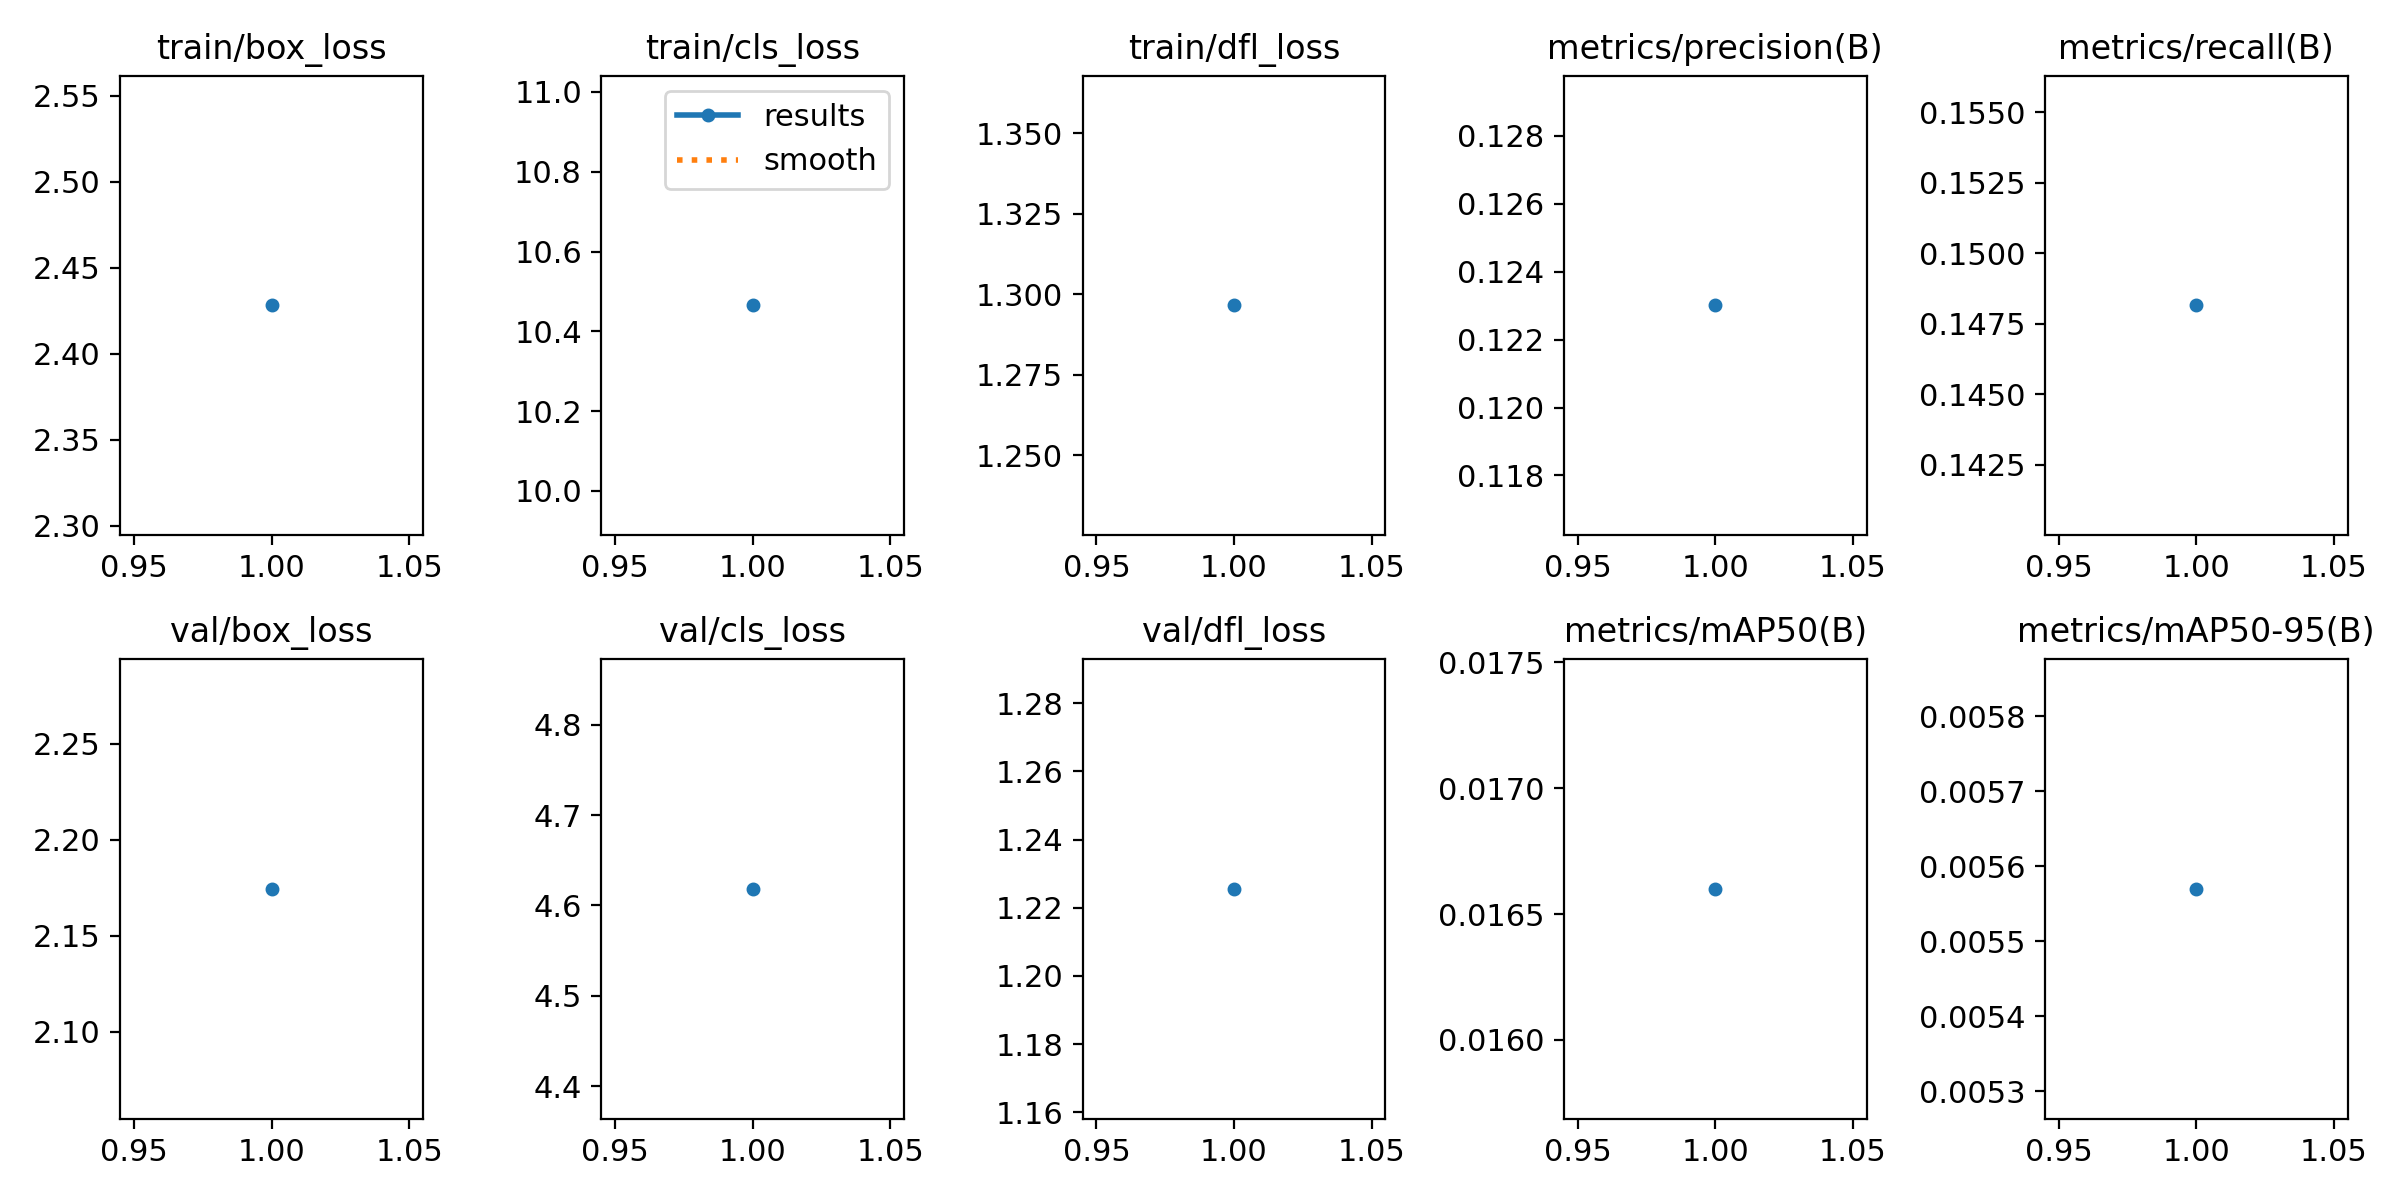 train/box_loss
2.55
2.50
2.45
2.40
2.35
2.30
0.95 1.00 1.05
train/cls_loss
results
smooth
11.0
10.8
10.6
10.4
10.2
10.0
0.95 1.00 1.05
train/dfl_loss
1.350
1.325
1.300
1.275
1.250
0.95 1.00 1.05
metrics/precision(B)
0.128
0.126
0.124
0.122
0.120
0.118
0.95 1.00 1.05
metrics/recall(B)
0.1550
0.1525
0.1500
0.1475
0.1450
0.1425
0.95 1.00 1.05
val/box_loss
2.25
2.20
2.15
2.10
0.95 1.00 1.05
val/cls_loss
4.8
4.7
4.6
4.5
4.4
0.95 1.00 1.05
val/dfl_loss
1.28
1.26
1.24
1.22
1.20
1.18
1.16
0.95 1.00 1.05
metrics/mAP50(B)
0.0175
0.0170
0.0165
0.0160
0.95 1.00 1.05
metrics/mAP50-95(B)
0.0058
0.0057
0.0056
0.0055
0.0054
0.0053
0.95 1.00 1.05